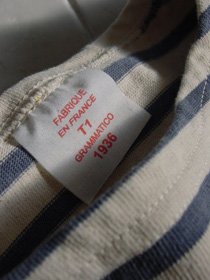 FABRIQUE
EN FRANCE
T1
GRAMMATICO
1936